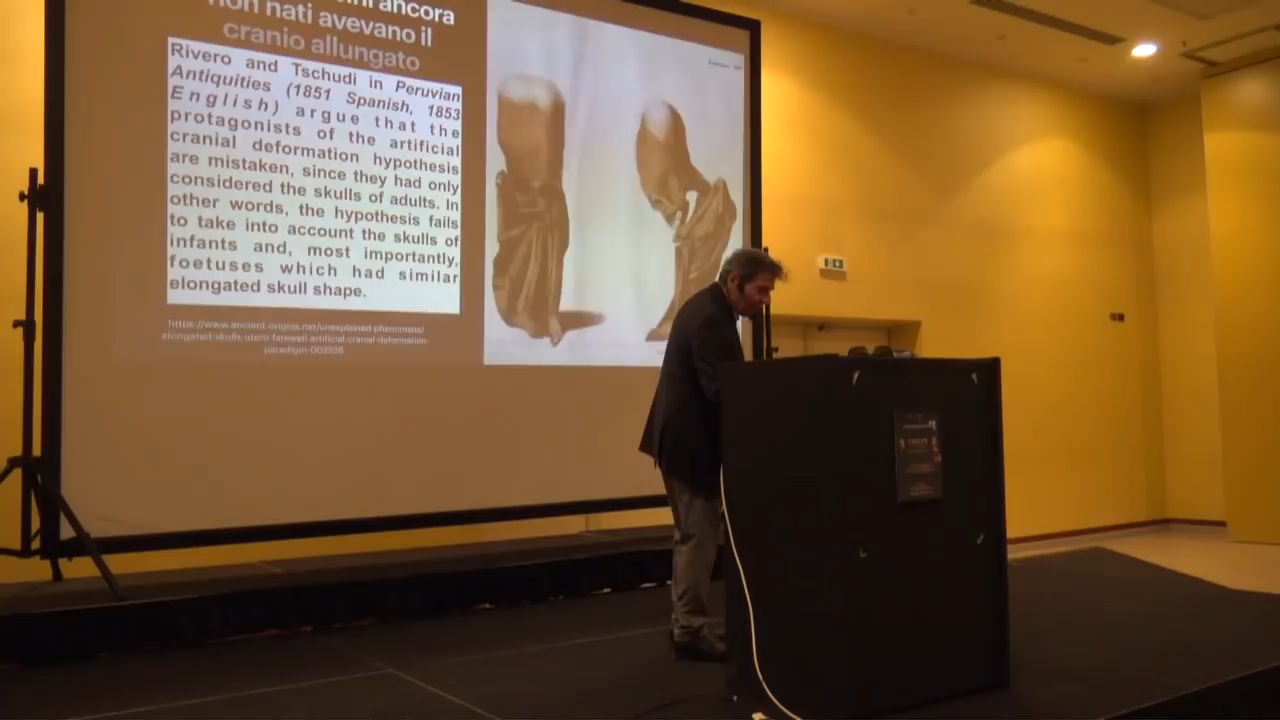 ancora
non nati avevano il
cranio allungato
Rivero and Tschudi in Peruvian
Antiquities (1851 Spanish, 1853
English) argue that the
protagonists of the artificial
cranial deformation hypothesis
are mistaken, since they had only
considered the skulls of adults. In
other words, the hypothesis fails
to take into account the skulls of
infants and, most importantly,
foetuses which had similar
elongated skull shape.
https://www.ancient-origins.net/unexplained-phenomena/
elongated-skulls-utero-farewell-artificial-cranial-deformation-
paradigm-003526